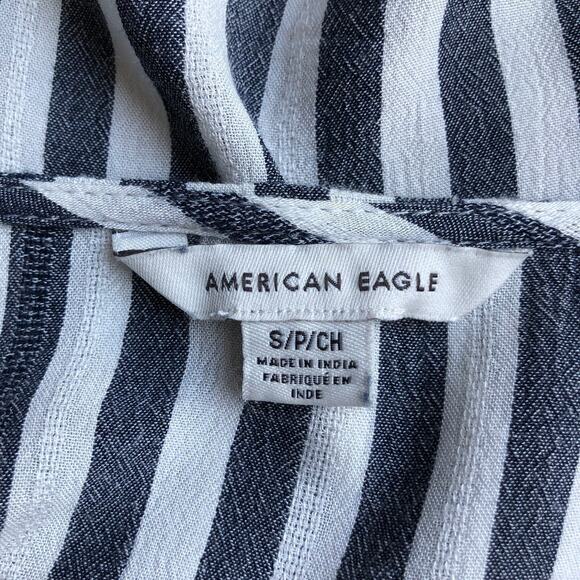 AMERICAN EAGLE
S/P/CH
MADE IN INDIA
FABRIQUÉ EN
INDE